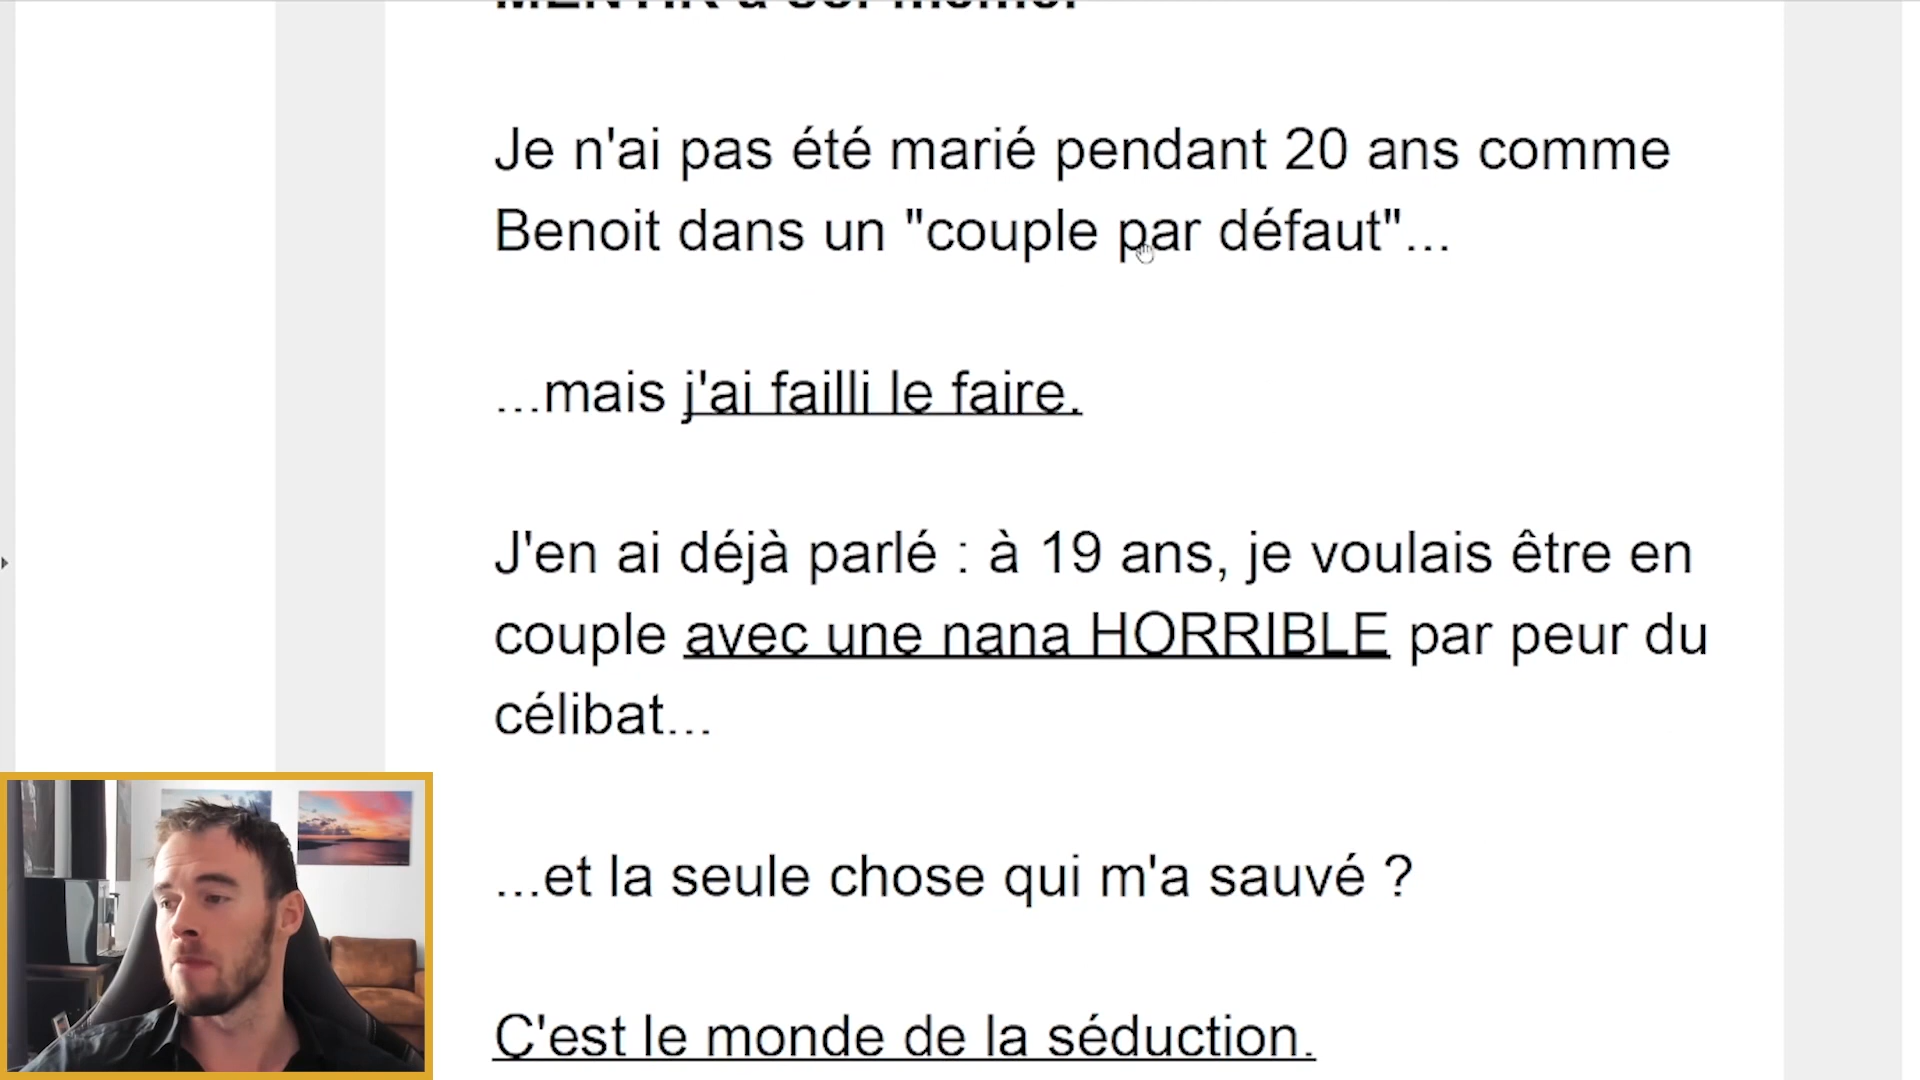 Je n'ai pas été marié pendant 20 ans comme
Benoit dans un "couple par défaut"...
...mais j'ai failli le faire.
J'en ai déjà parlé : à 19 ans, je voulais être en
couple avec une nana HORRIBLE par peur du
célibat...
...et la seule chose qui m'a sauvé ?
C'est le monde de la séduction.